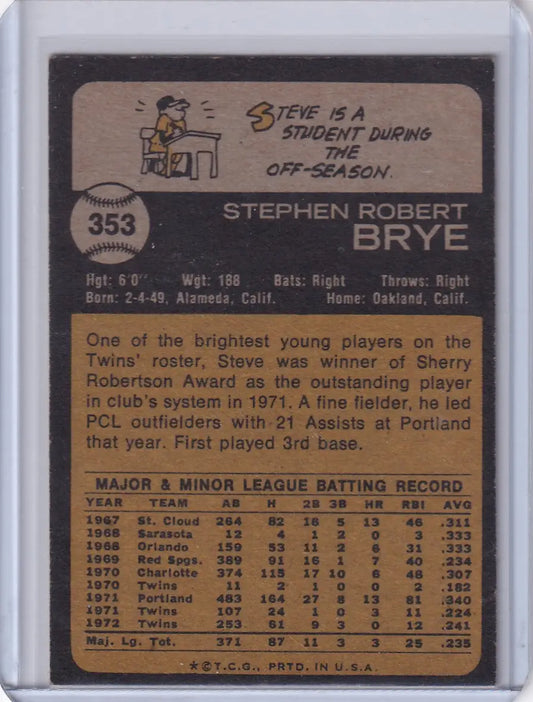 STEVE IS A
STUDENT DURING
THE
OFF-SEASON.
353
STEPHEN ROBERT
BRYE
Hgt: 6'0" Wgt: 188 Bats: Right Throws: Right
Born: 2-4-49, Alameda, Calif. Home: Oakland, Calif.
One of the brightest young players on the
Twins' roster, Steve was winner of Sherry
Robertson Award as the outstanding player
in club's system in 1971. A fine fielder, he led
PCL outfielders with 21 Assists at Portland
that year. First played 3rd base.
MAJOR & MINOR LEAGUE BATTING RECORD
YEAR TEAM AB H 2B 3B HR RBI AVG
1967 St. Cloud 264 82 16 5 13 46 .311
1968 Sarasota 12 4 1 2 0 3 .333
1968 Orlando 159 53 11 2 6 31 .333
1969 Red Spgs. 389 91 16 1 7 40 .234
1970 Charlotte 374 115 17 10 6 48 .307
1970 Twins 11 2 1 0 0 2 .182
1971 Portland 483 164 27 8 13 81 .340
1971 Twins 107 24 1 0 3 11 .224
1972 Twins 253 61 9 3 0 12 .241
Maj. Lg. Tot. 371 87 11 3 3 25 .235
★©T.C.G., PRTD. IN U.S.A.